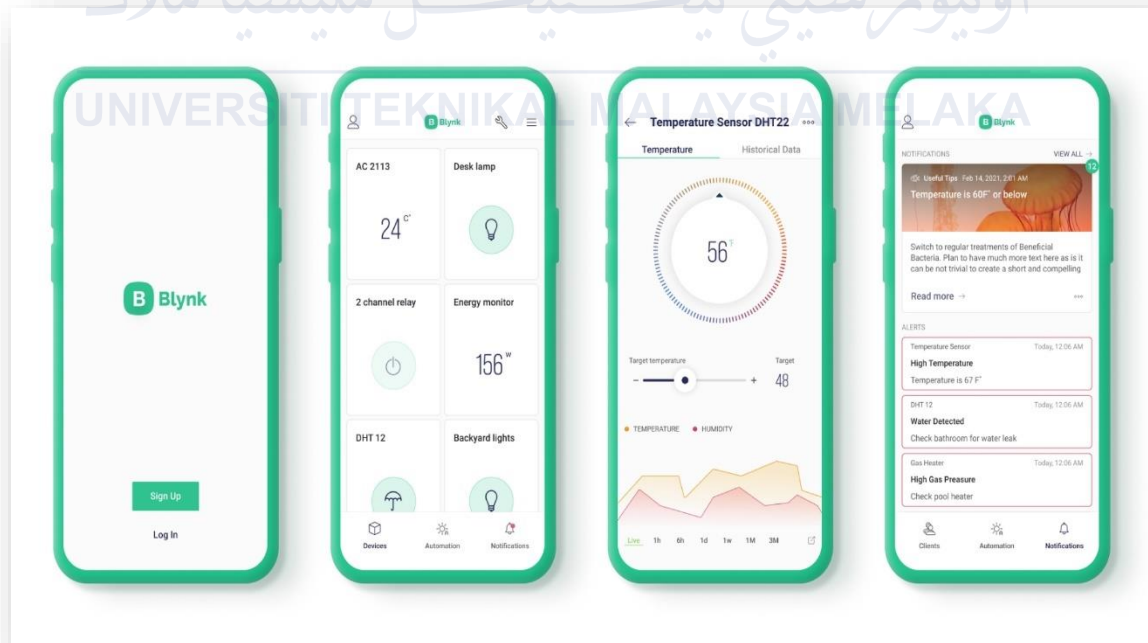 اونيۏرسيتي تيكنيكل مليسيا ملاك
UNIVERSITI TEKNIKAL MALAYSIA MELAKA
B Blynk
Sign Up
Log In
B Blynk
AC 2113
24 C°
Desk lamp
2 channel relay
Energy monitor
156 W
DHT 12
Backyard lights
Devices
Automation
Notifications
Temperature Sensor DHT22
Temperature
Historical Data
56 °F
Target temperature
Target
- + 48
TEMPERATURE
HUMIDITY
Live 1h 6h 1d 1w 1M 3M
B Blynk
NOTIFICATIONS
VIEW ALL →
12
Useful Tips Feb 14, 2021, 2:01 AM
Temperature is 60F° or below
Switch to regular treatments of Beneficial
Bacteria. Plan to have much more text here as is it
can be not trivial to create a short and compelling
Read more →
ALERTS
Temperature Sensor Today, 12:06 AM
High Temperature
Temperature is 67 F°
DHT 12 Today, 12:06 AM
Water Detected
Check bathroom for water leak
Gas Heater Today, 12:06 AM
High Gas Preasure
Check pool heater
Clients
Automation
Notifications